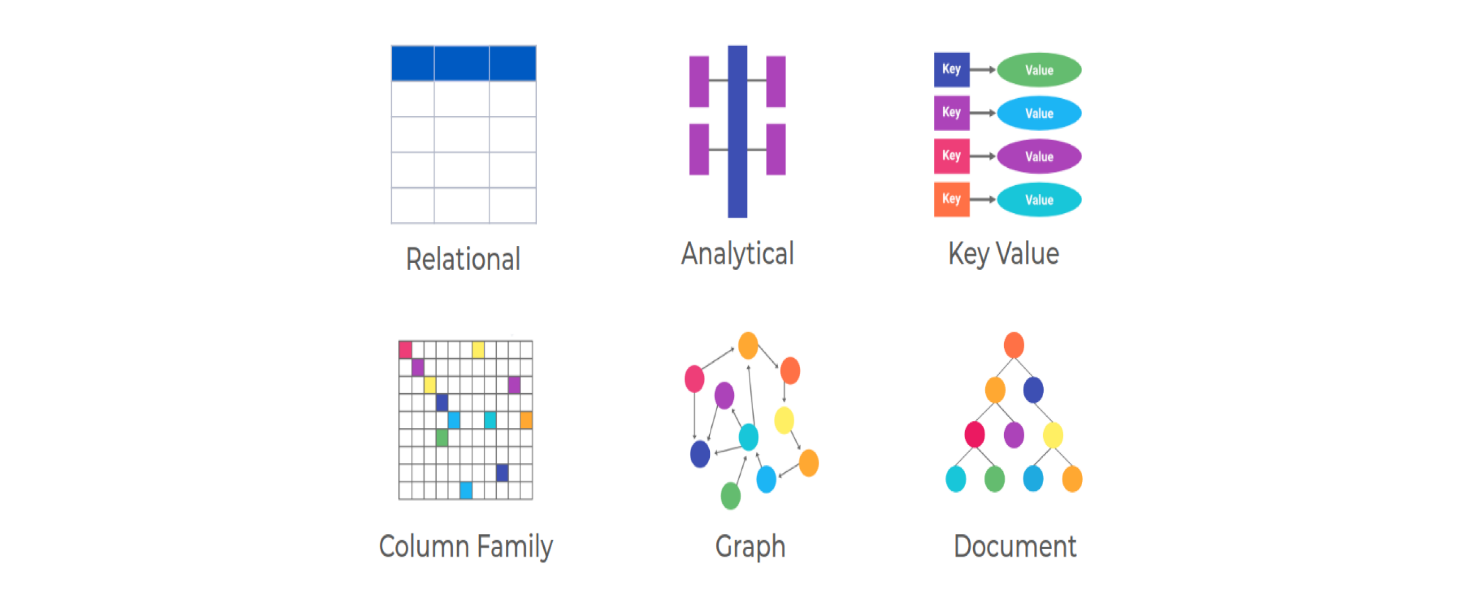 Key Value
Key Value
Key Value
Key Value
Relational
Analytical
Key Value
Column Family
Graph
Document